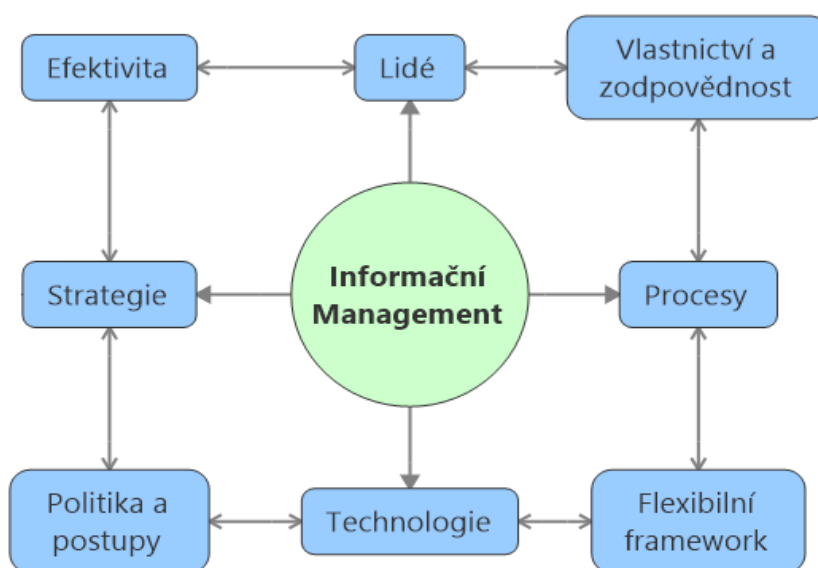 Efektivita
Lidé
Vlastnictví a
zodpovědnost
Strategie
Informační
Management
Procesy
Politika a
postupy
Technologie
Flexibilní
framework